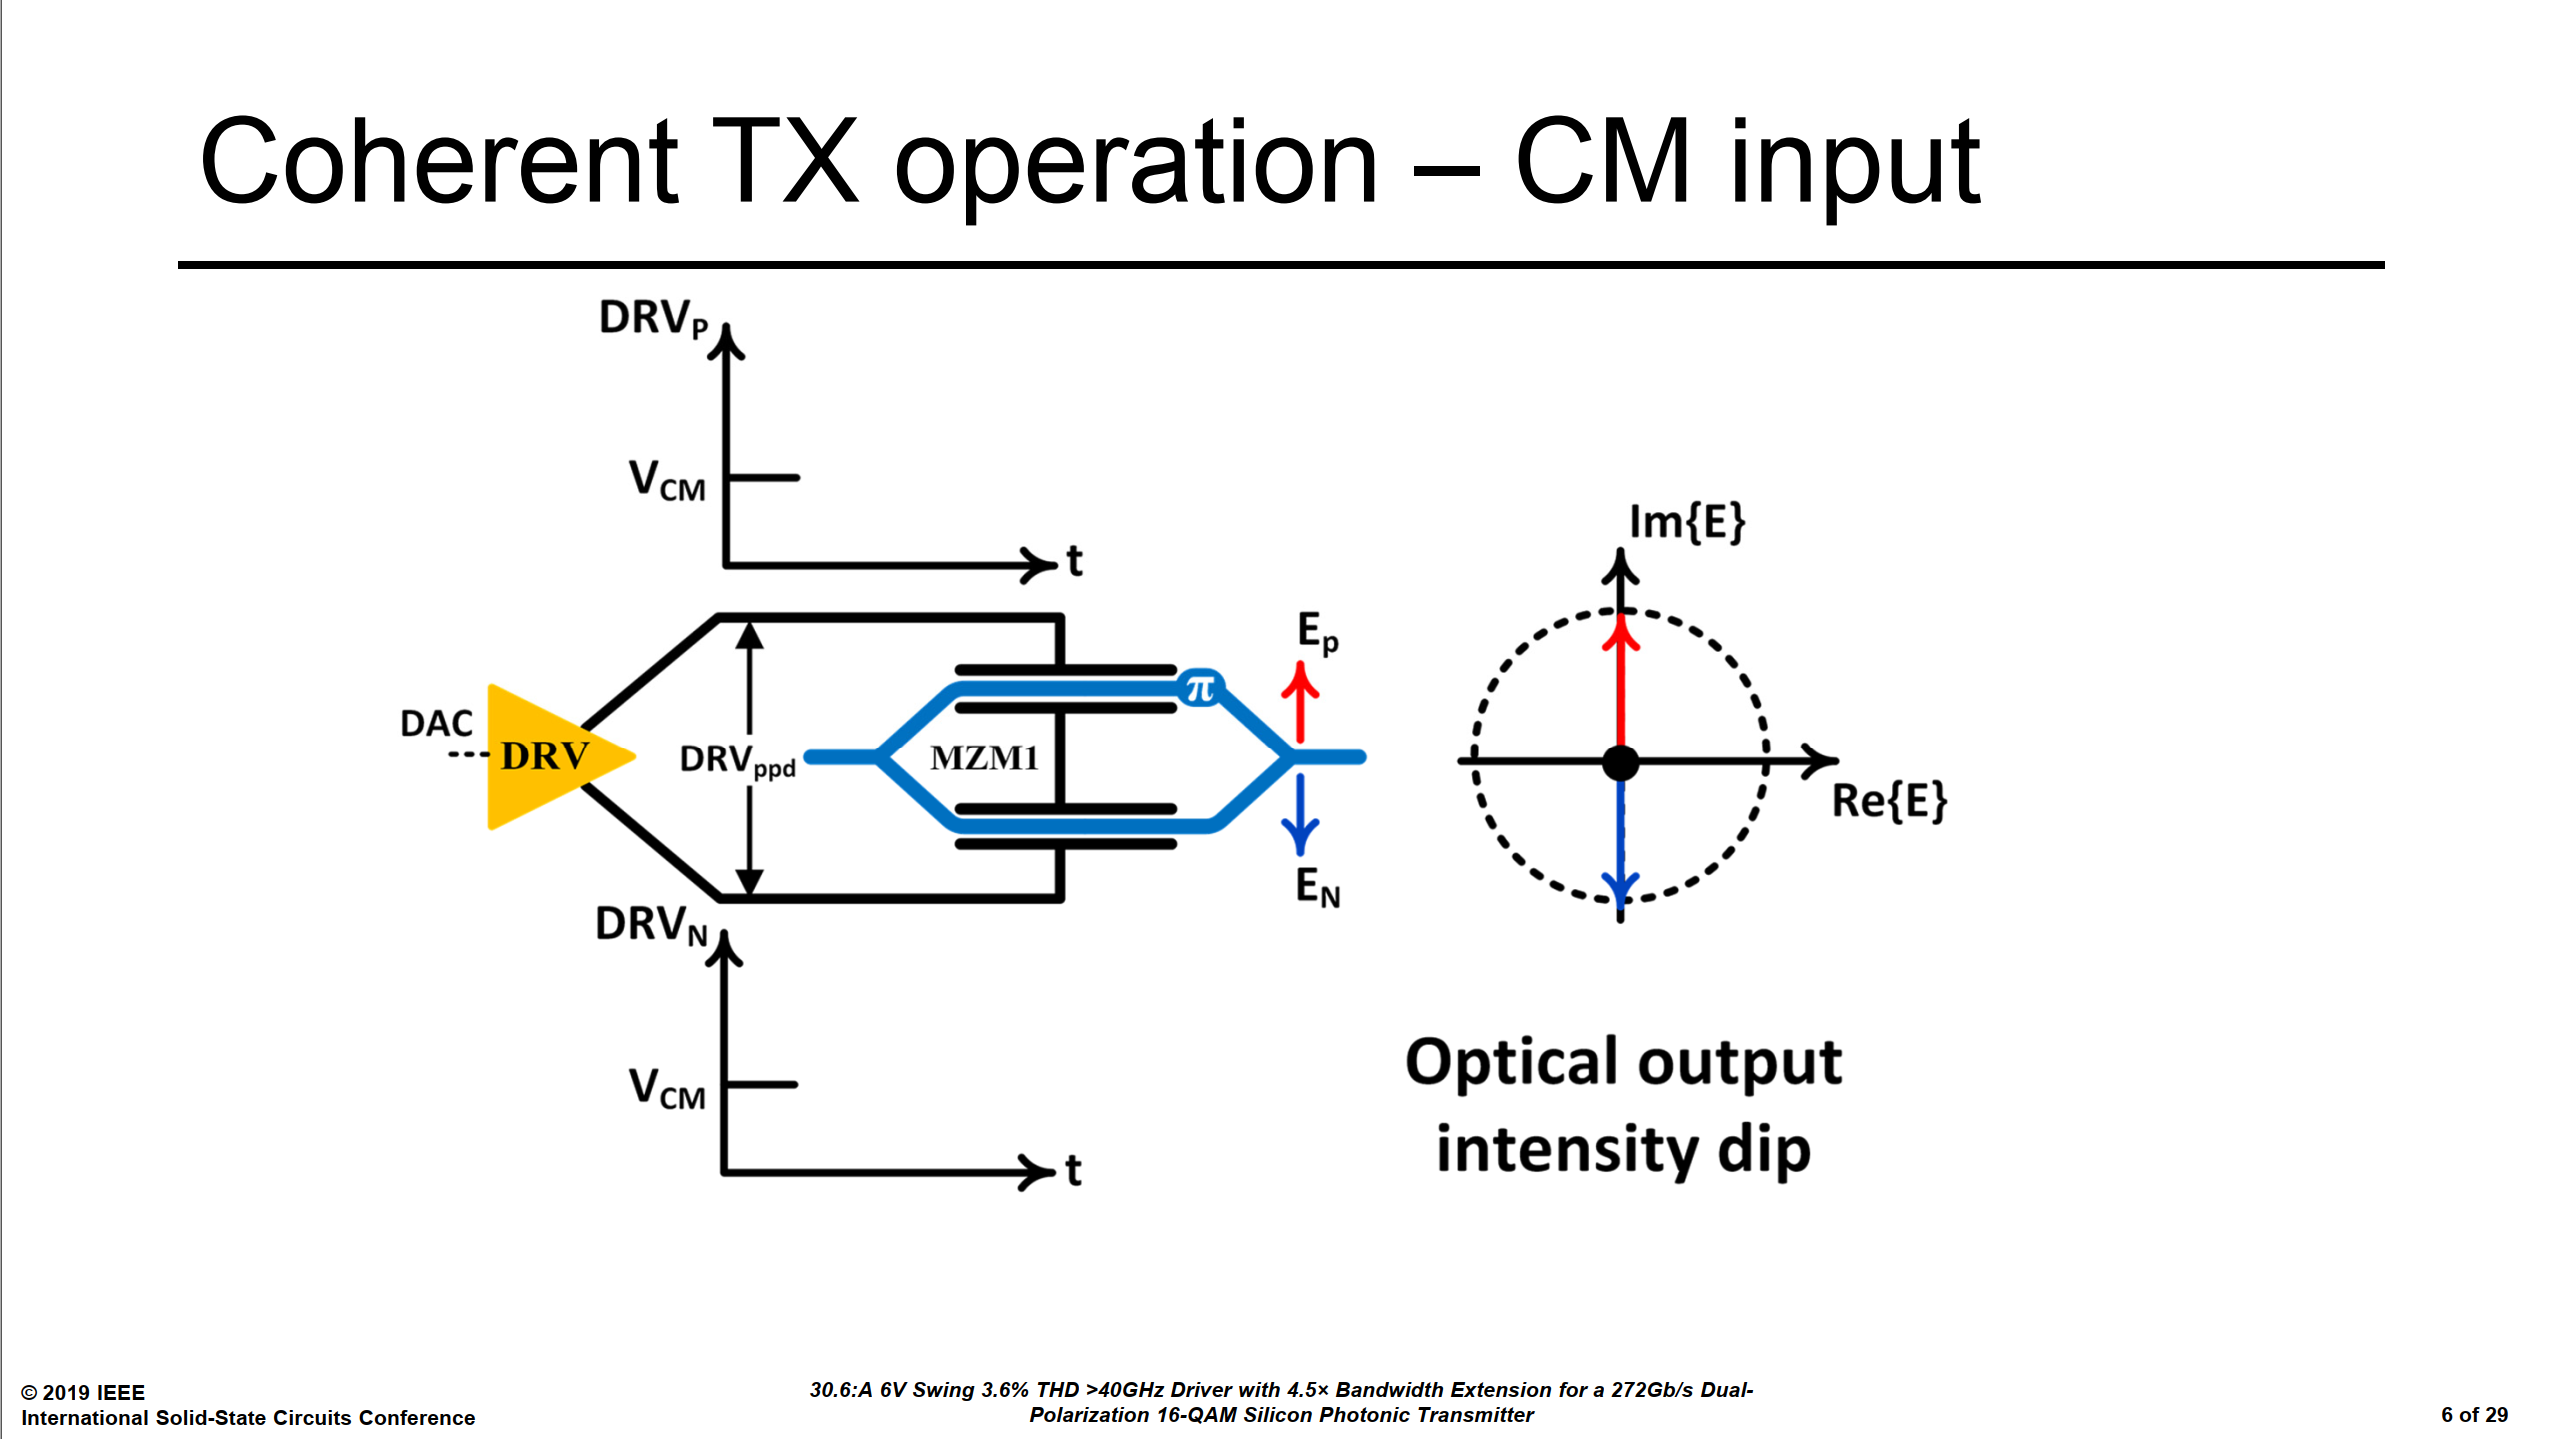 Coherent TX operation – CM input
DRVP
VCM
t
Im{E}
Ep
π
DAC
DRV
DRVppd
MZM1
Re{E}
EN
DRVN
VCM
t
Optical output
intensity dip
© 2019 IEEE
International Solid-State Circuits Conference
30.6:A 6V Swing 3.6% THD >40GHz Driver with 4.5× Bandwidth Extension for a 272Gb/s Dual-
Polarization 16-QAM Silicon Photonic Transmitter
6 of 29